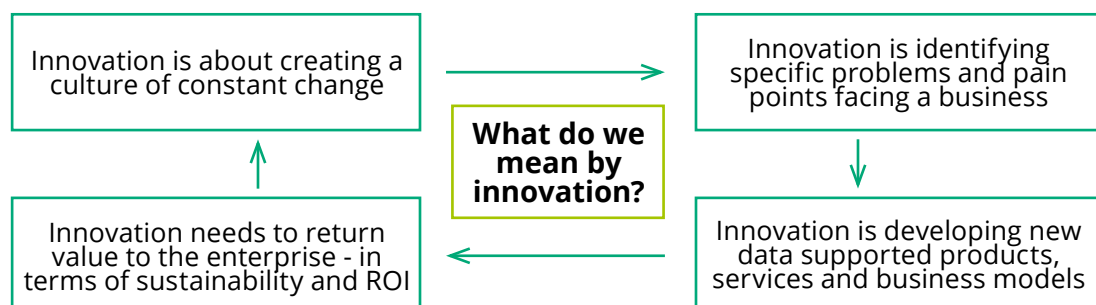 Innovation is about creating a
culture of constant change
Innovation is identifying
specific problems and pain
points facing a business
What do we
mean by
innovation?
Innovation needs to return
value to the enterprise - in
terms of sustainability and ROI
Innovation is developing new
data supported products,
services and business models